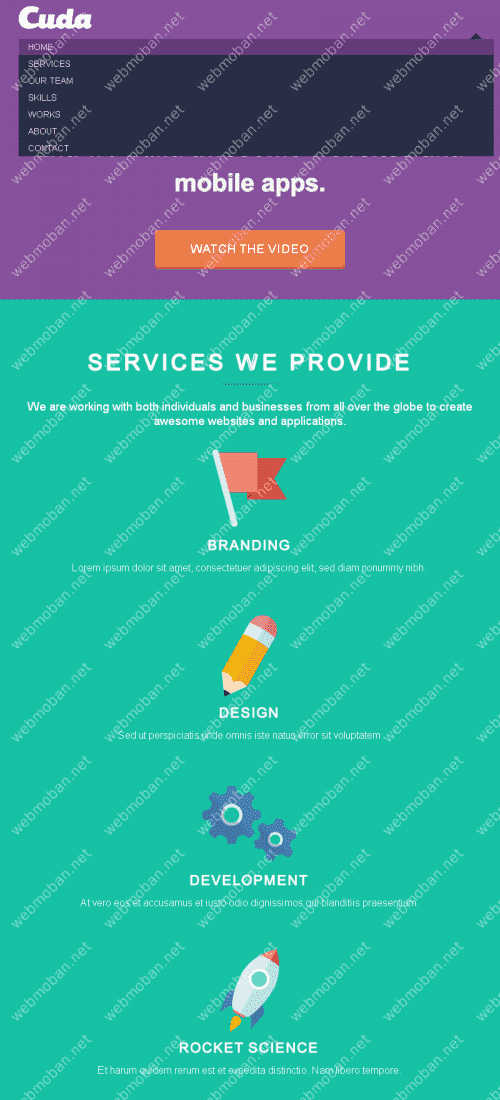 Cuda
HOME
SERVICES
OUR TEAM
SKILLS
WORKS
ABOUT
CONTACT
mobile apps.
WATCH THE VIDEO
SERVICES WE PROVIDE
We are working with both individuals and businesses from all over the globe to create
awesome websites and applications.
BRANDING
Lorem ipsum dolor sit amet, consectetuer adipiscing elit, sed diam nonummy nibh.
DESIGN
Sed ut perspiciatis unde omnis iste natus error sit voluptatem
DEVELOPMENT
At vero eos et accusamus et iusto odio dignissimos qui blanditiis praesentium
ROCKET SCIENCE
Et harum quidem rerum est et expedita distinctio. Nam libero tempore.
webmoban.net